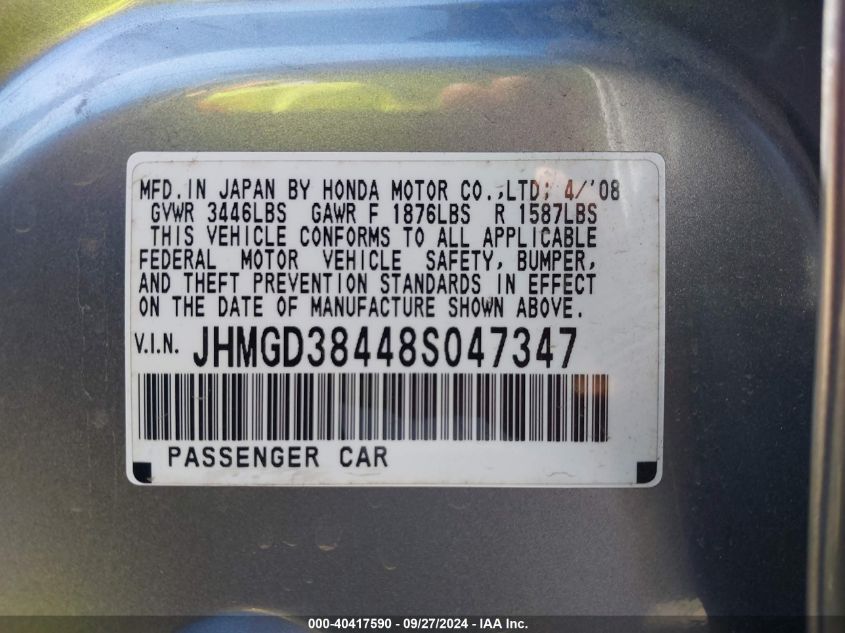 MFD.IN JAPAN BY HONDA MOTOR CO.,LTD; 4/'08
GVWR 3446LBS GAWR F 1876LBS R 1587LBS
THIS VEHICLE CONFORMS TO ALL APPLICABLE
FEDERAL MOTOR VEHICLE SAFETY, BUMPER,
AND THEFT PREVENTION STANDARDS IN EFFECT
ON THE DATE OF MANUFACTURE SHOWN ABOVE.
V.I.N. JHMGD38448S047347
PASSENGER CAR
000-40417590 - 09/27/2024 - IAA Inc.